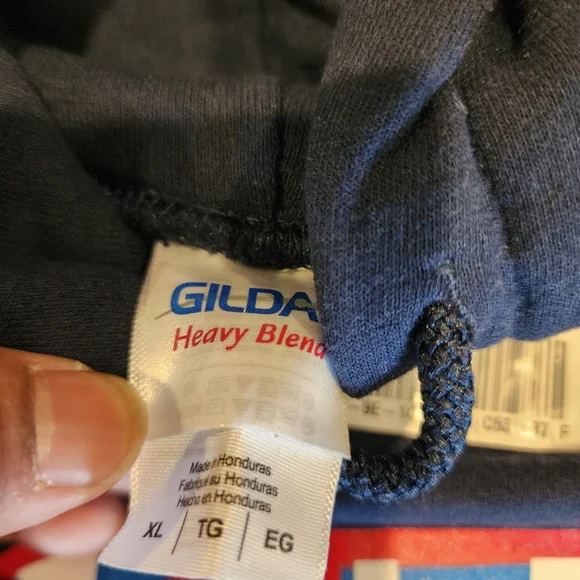 GILDA
Heavy Blend
Made in Honduras
Fabriqué au Honduras
Hecho en Honduras
XL | TG | EG